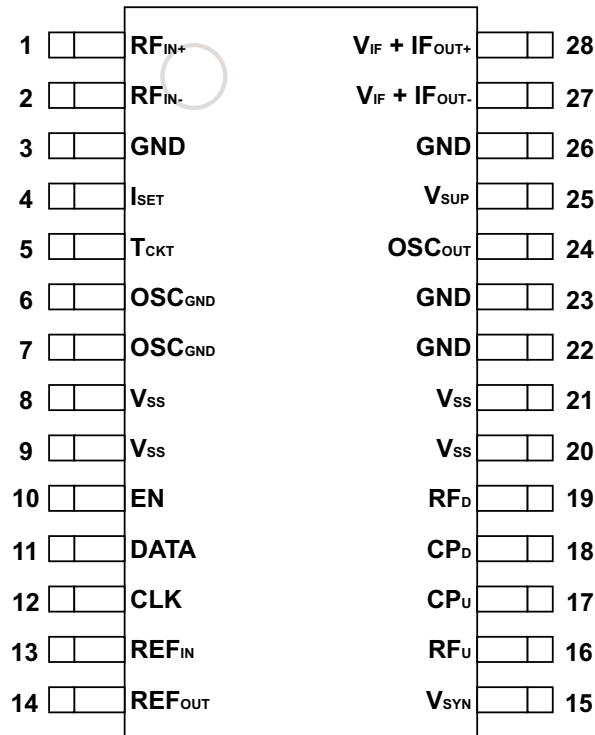 1 RFIN+ VIF + IFOUT+ 28
2 RFIN- VIF + IFOUT- 27
3 GND GND 26
4 ISET VSUP 25
5 TCKT OSCOUT 24
6 OSCGND GND 23
7 OSCGND GND 22
8 VSS VSS 21
9 VSS VSS 20
10 EN RFD 19
11 DATA CPD 18
12 CLK CPU 17
13 REFIN RFU 16
14 REFOUT VSYN 15